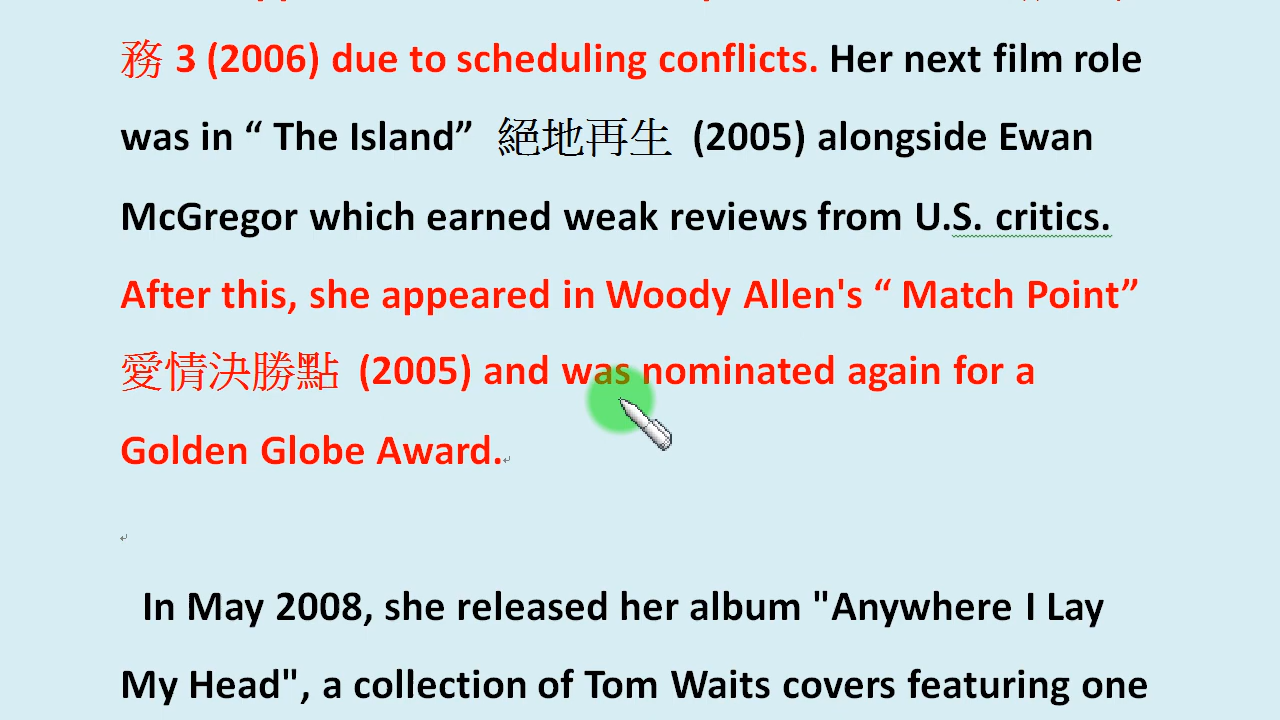 務 3 (2006) due to scheduling conflicts. Her next film role
was in “ The Island” 絕地再生 (2005) alongside Ewan
McGregor which earned weak reviews from U.S. critics.
After this, she appeared in Woody Allen's “ Match Point”
愛情決勝點 (2005) and was nominated again for a
Golden Globe Award.
In May 2008, she released her album "Anywhere I Lay
My Head", a collection of Tom Waits covers featuring one